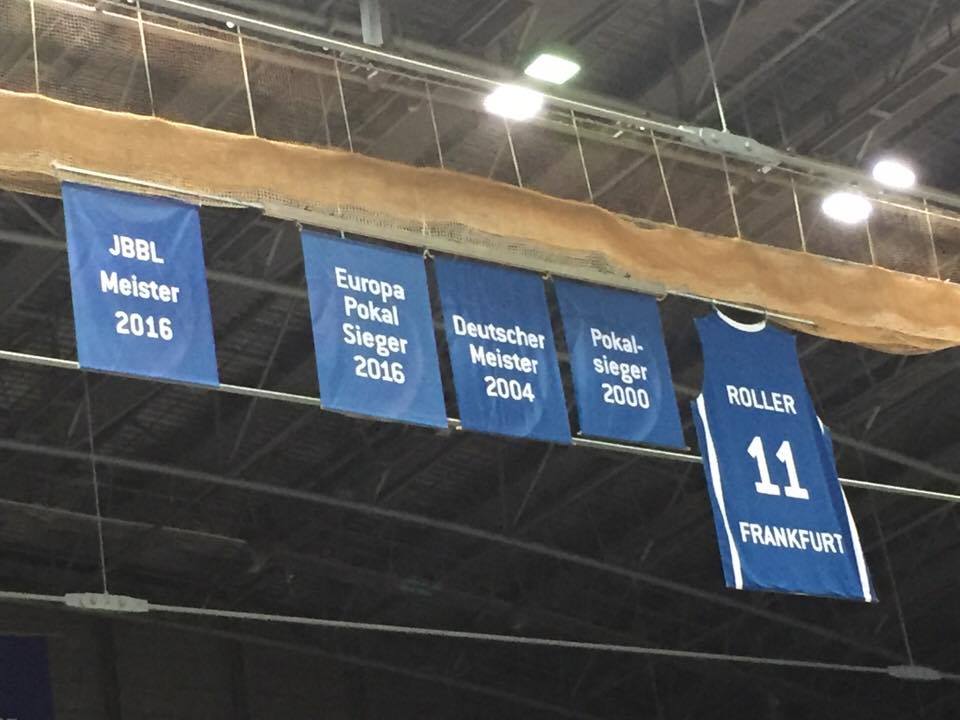 JBBL
Meister
2016
Europa
Pokal
Sieger
2016
Deutscher
Meister
2004
Pokal-
sieger
2000
ROLLER
11
FRANKFURT